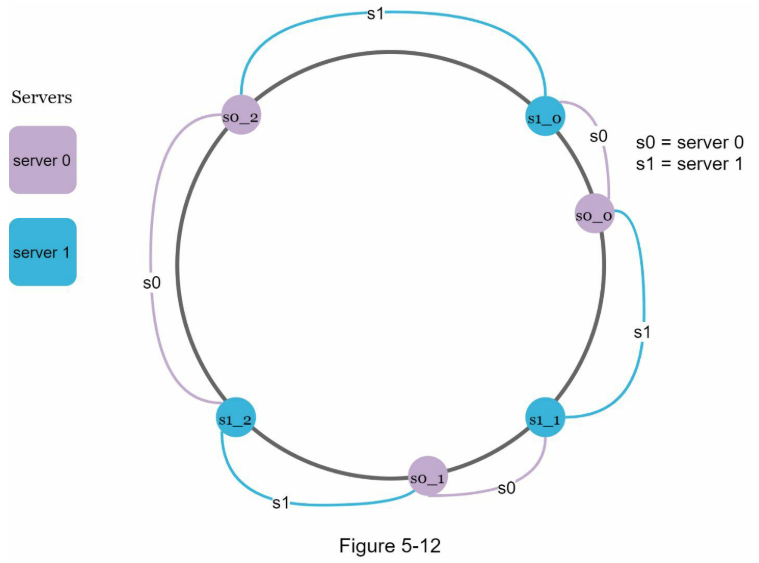 s1
Servers
s0_2
s1_0
s0
s0 = server 0
server 0
s1 = server 1
s0_0
server 1
s0
s1
s1_2
s1_1
s0_1
s0
s1
Figure 5-12